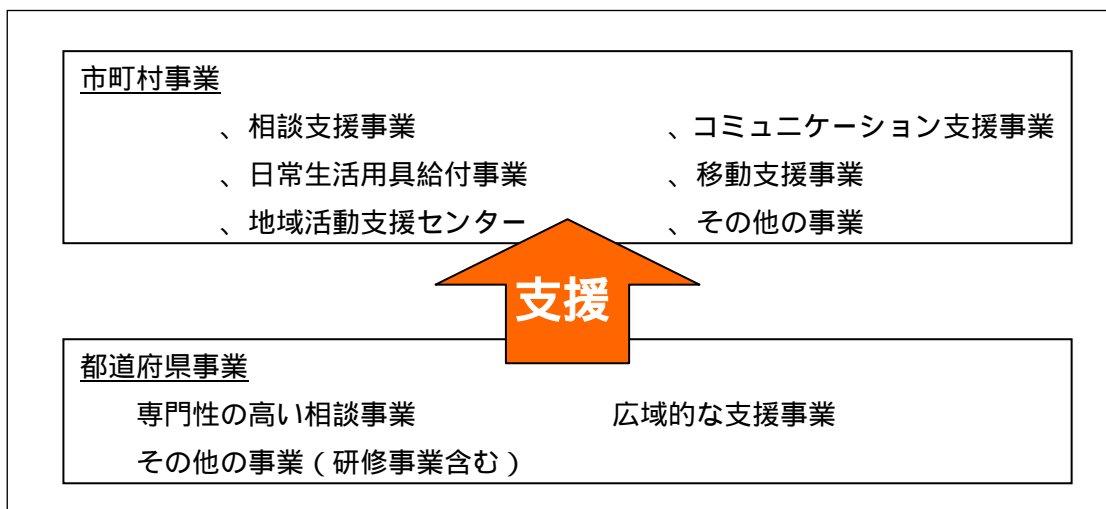 市町村事業
、相談支援事業 、コミュニケーション支援事業
、日常生活用具給付事業 、移動支援事業
、地域活動支援センター 、その他の事業
支援
都道府県事業
専門性の高い相談事業 広域的な支援事業
その他の事業(研修事業含む)